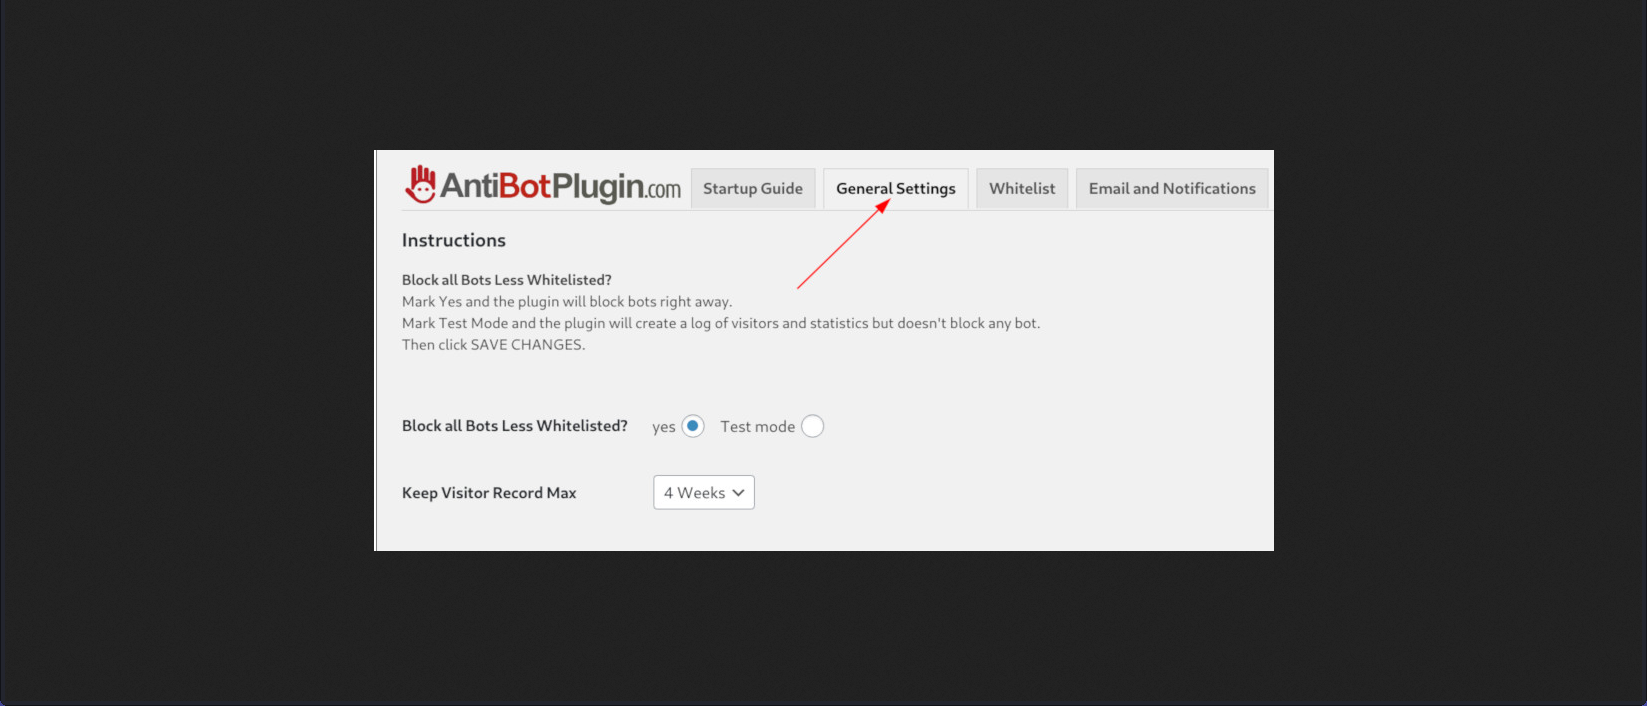 AntiBotPlugin.com
Startup Guide
General Settings
Whitelist
Email and Notifications
Instructions
Block all Bots Less Whitelisted?
Mark Yes and the plugin will block bots right away.
Mark Test Mode and the plugin will create a log of visitors and statistics but doesn't block any bot.
Then click SAVE CHANGES.
Block all Bots Less Whitelisted? yes Test mode
Keep Visitor Record Max 4 Weeks